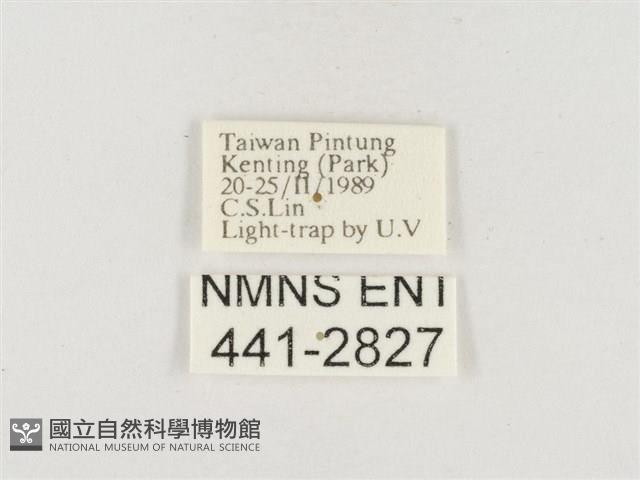 Taiwan Pintung
Kenting (Park)
20-25/II/1989
C.S.Lin
Light-trap by U.V
NMNS ENT
441-2827
國立自然科學博物館
NATIONAL MUSEUM OF NATURAL SCIENCE